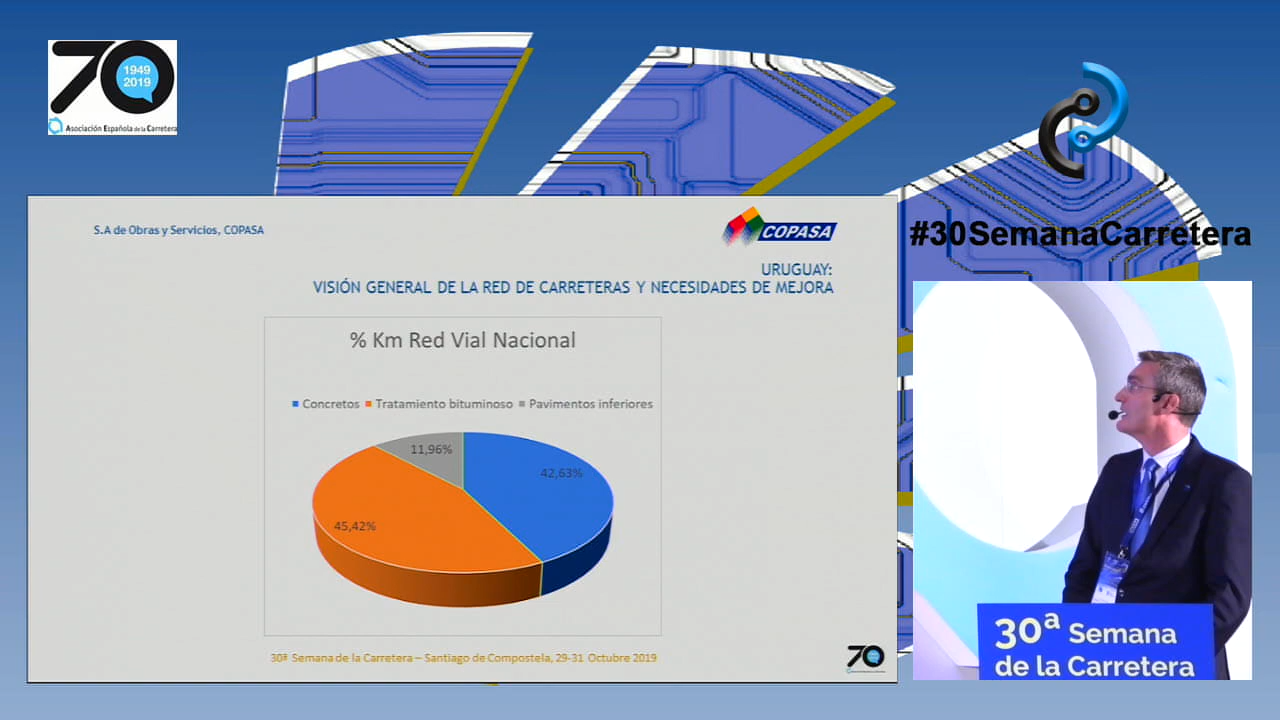 70
1949
2019
Asociación Española de la Carretera
S.A de Obras y Servicios, COPASA
COPASA
URUGUAY:
VISIÓN GENERAL DE LA RED DE CARRETERAS Y NECESIDADES DE MEJORA
% Km Red Vial Nacional
Concretos Tratamiento bituminoso Pavimentos inferiores
11,96%
42,63%
45,42%
30ª Semana de la Carretera – Santiago de Compostela, 29-31 Octubre 2019
70
#30SemanaCarretera
30ª Semana
de la Carretera